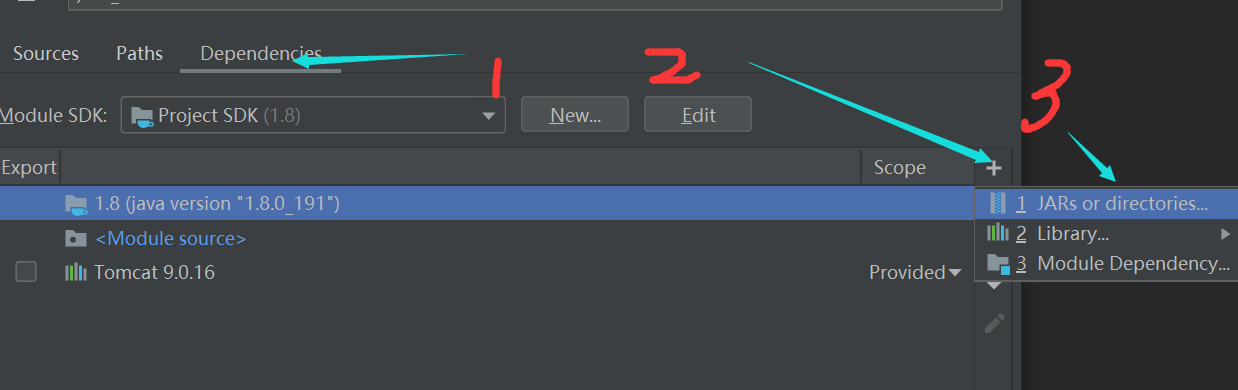 Sources Paths Dependencies
1 2 3
Module SDK: Project SDK (1.8) New... Edit
Export Scope
1.8 (java version "1.8.0_191")
1 JARs or directories...
<Module source>
2 Library...
Tomcat 9.0.16 Provided
3 Module Dependency...